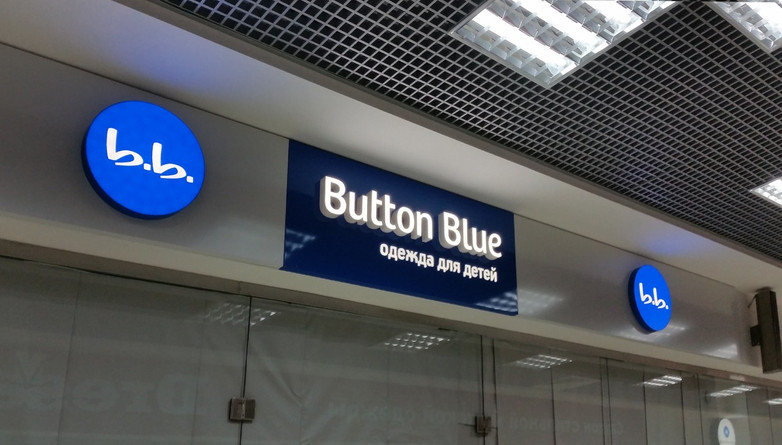 b.b.
Button Blue
одежда для детей
b.b.